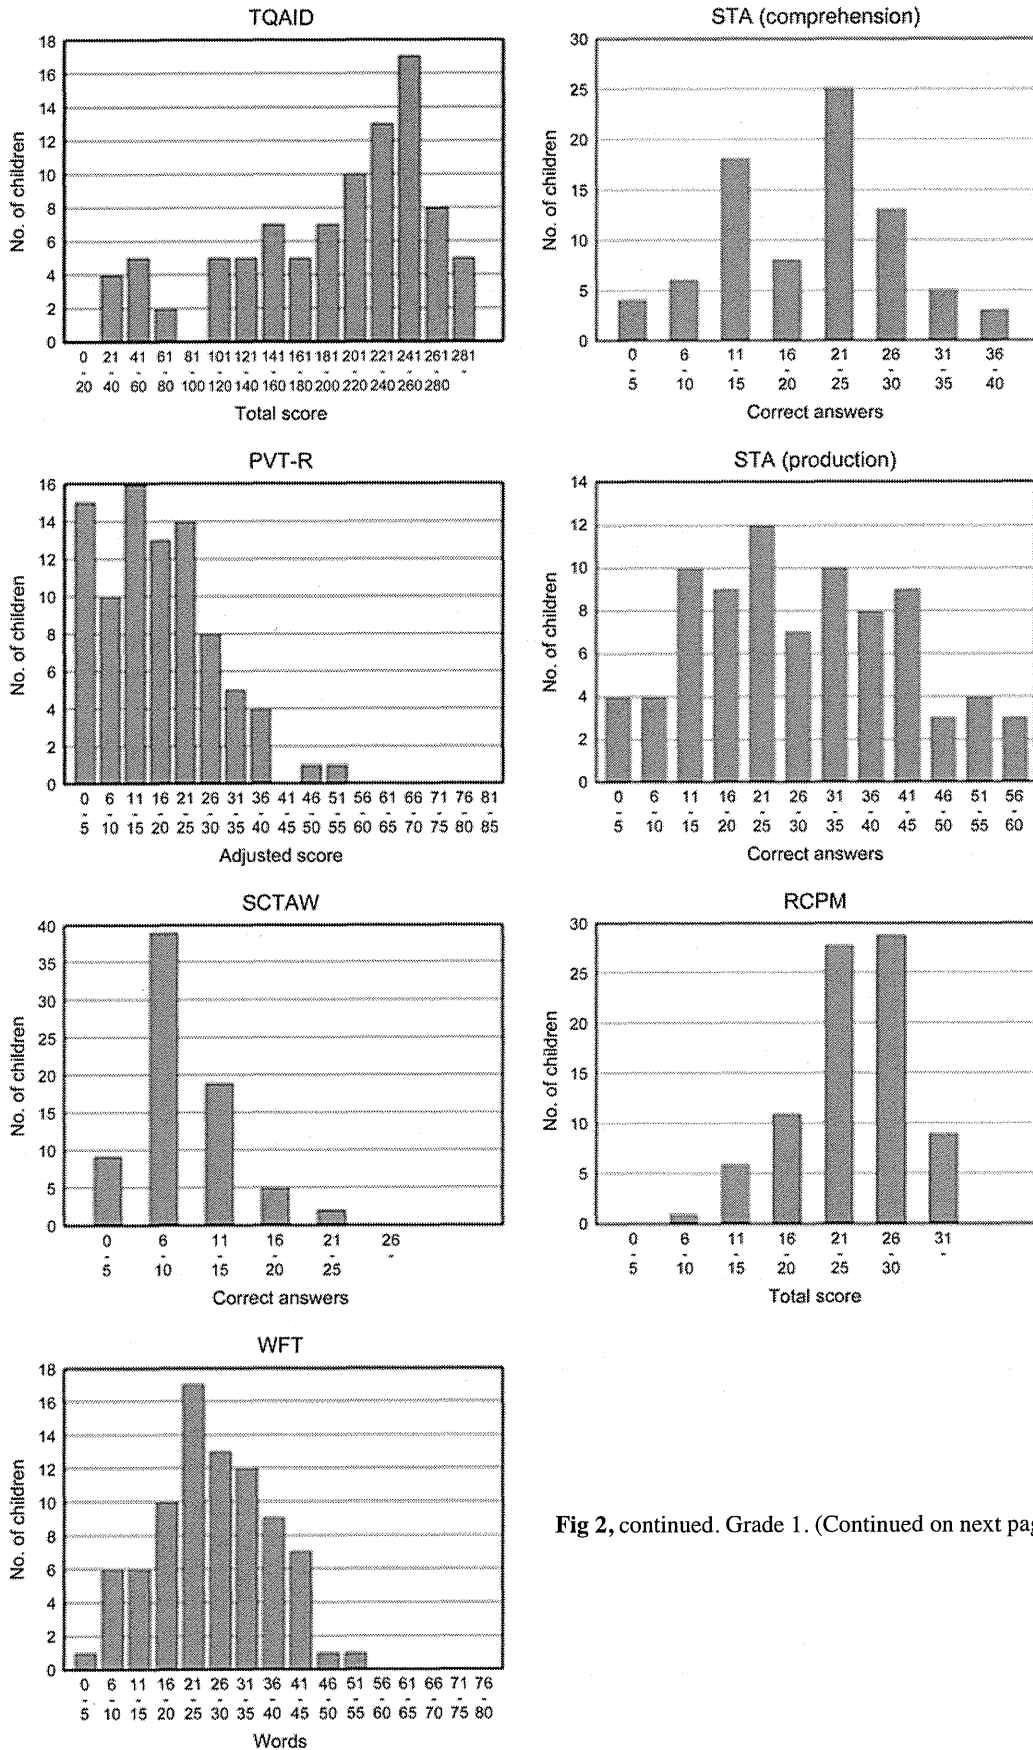 TQAID
No. of children
18
16
14
12
10
8
6
4
2
0
0 21 41 61 81 101 121 141 161 181 201 221 241 261 281
- - - - - - - - - - - - - - -
20 40 60 80 100 120 140 160 180 200 220 240 260 280
Total score
STA (comprehension)
No. of children
30
25
20
15
10
5
0
0 6 11 16 21 26 31 36
- - - - - - - -
5 10 15 20 25 30 35 40
Correct answers
PVT-R
No. of children
16
14
12
10
8
6
4
2
0
0 6 11 16 21 26 31 36 41 46 51 56 61 66 71 76 81
- - - - - - - - - - - - - - - - -
5 10 15 20 25 30 35 40 45 50 55 60 65 70 75 80 85
Adjusted score
STA (production)
No. of children
14
12
10
8
6
4
2
0
0 6 11 16 21 26 31 36 41 46 51 56
- - - - - - - - - - - -
5 10 15 20 25 30 35 40 45 50 55 60
Correct answers
SCTAW
No. of children
40
35
30
25
20
15
10
5
0
0 6 11 16 21 26
- - - - - -
5 10 15 20 25
Correct answers
RCPM
No. of children
30
25
20
15
10
5
0
0 6 11 16 21 26 31
- - - - - - -
5 10 15 20 25 30
Total score
WFT
No. of children
18
16
14
12
10
8
6
4
2
0
0 6 11 16 21 26 31 36 41 46 51 56 61 66 71 76
- - - - - - - - - - - - - - - -
5 10 15 20 25 30 35 40 45 50 55 60 65 70 75 80
Words
Fig 2, continued. Grade 1. (Continued on next pag